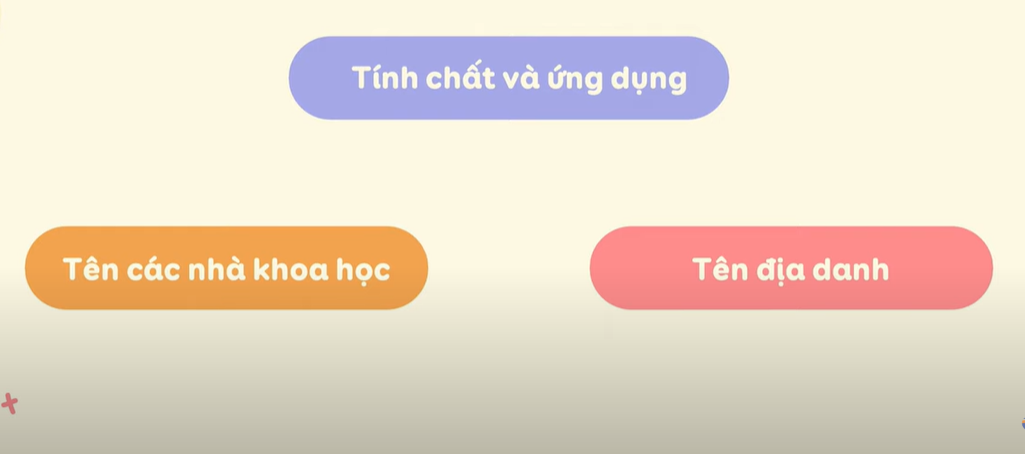 Tính chất và ứng dụng
Tên các nhà khoa học
Tên địa danh